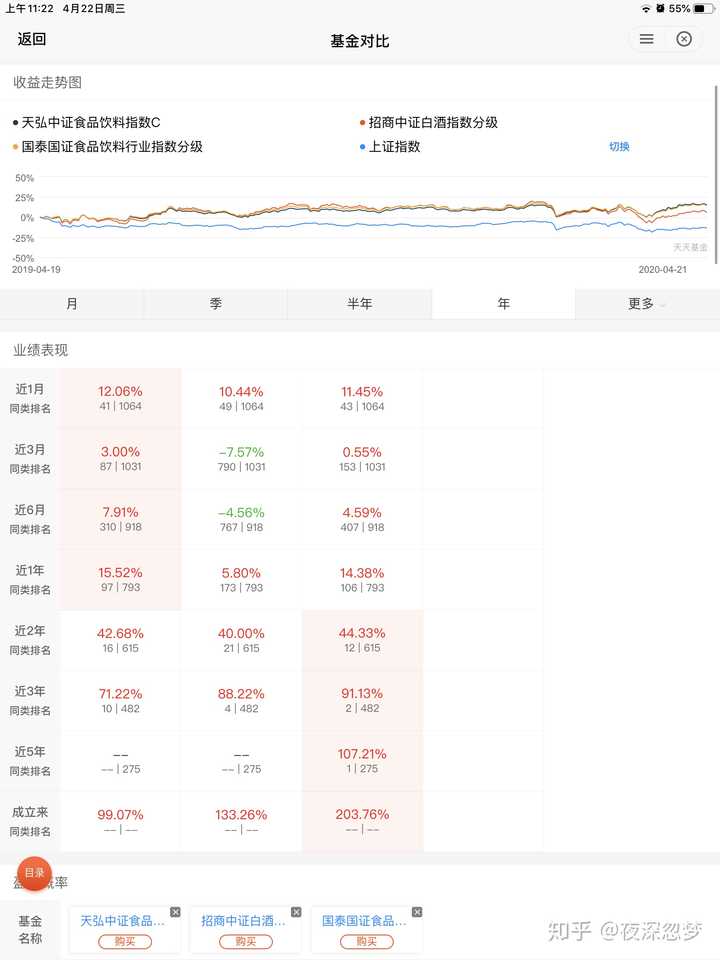 上午11:22 4月22日周三 55%
返回 基金对比
收益走势图
天弘中证食品饮料指数C 招商中证白酒指数分级
国泰国证食品饮料行业指数分级 上证指数 切换
50%
25%
0%
-25%
-50%
天天基金
2019-04-19 2020-04-21
月 季 半年 年 更多
业绩表现
近1月 12.06% 10.44% 11.45%
同类排名 41|1064 49|1064 43|1064
近3月 3.00% -7.57% 0.55%
同类排名 87|1031 790|1031 153|1031
近6月 7.91% -4.56% 4.59%
同类排名 310|918 767|918 407|918
近1年 15.52% 5.80% 14.38%
同类排名 97|793 173|793 106|793
近2年 42.68% 40.00% 44.33%
同类排名 16|615 21|615 12|615
近3年 71.22% 88.22% 91.13%
同类排名 10|482 4|482 2|482
近5年 -- -- 107.21%
同类排名 --|275 --|275 1|275
成立来 99.07% 133.26% 203.76%
同类排名 --|-- --|-- --|--
目录
率
基金名称 天弘中证食品... 招商中证白酒... 国泰国证食品...
购买 购买 购买
知乎 @夜深忽梦